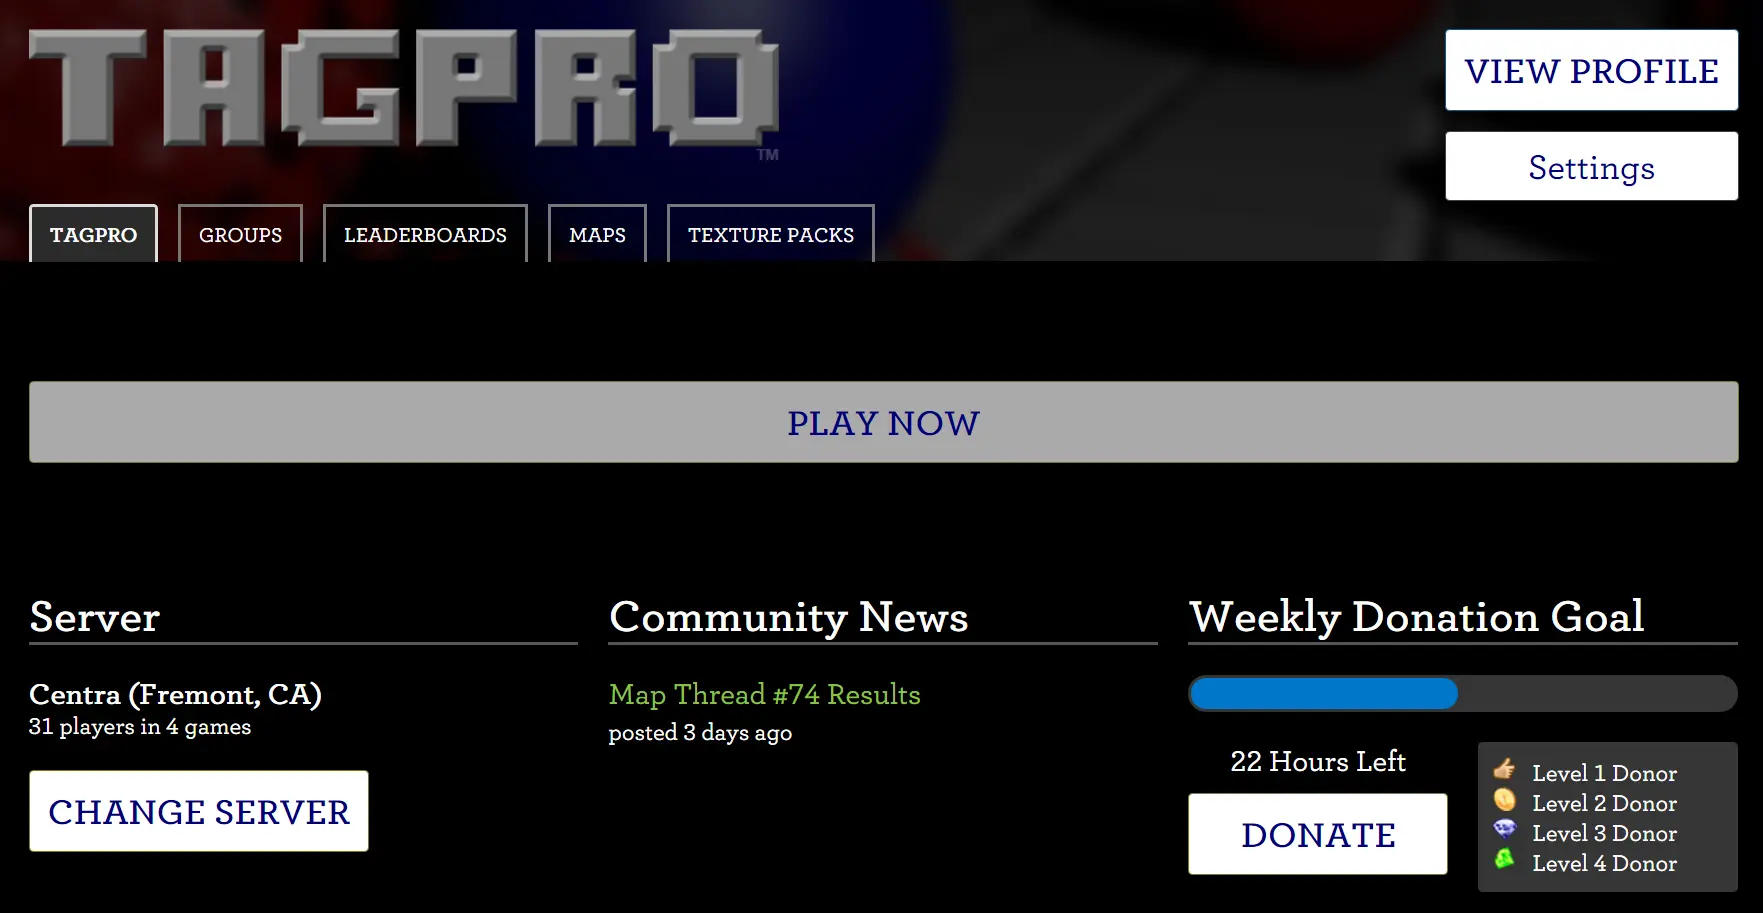 TAGPRO
TM
VIEW PROFILE
Settings
TAGPRO
GROUPS
LEADERBOARDS
MAPS
TEXTURE PACKS
PLAY NOW
Server
Centra (Fremont, CA)
31 players in 4 games
CHANGE SERVER
Community News
Map Thread #74 Results
posted 3 days ago
Weekly Donation Goal
22 Hours Left
DONATE
Level 1 Donor
Level 2 Donor
Level 3 Donor
Level 4 Donor